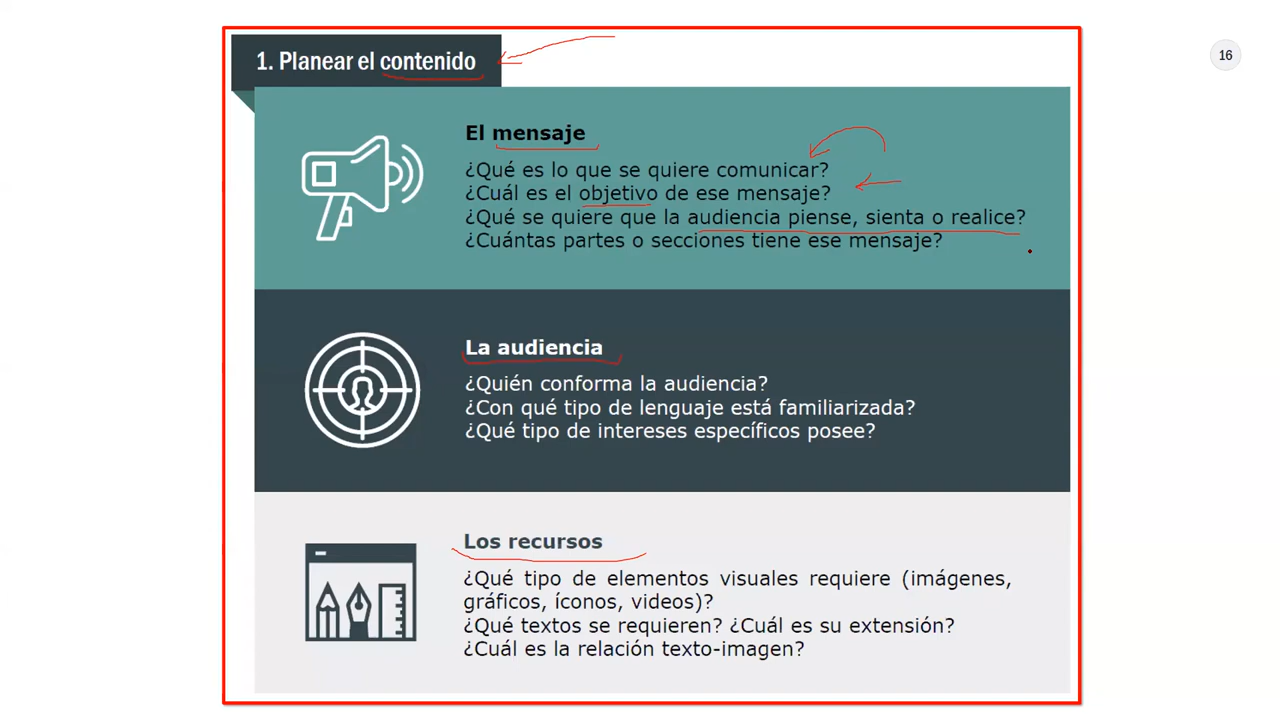 1. Planear el contenido
16
El mensaje
¿Qué es lo que se quiere comunicar?
¿Cuál es el objetivo de ese mensaje?
¿Qué se quiere que la audiencia piense, sienta o realice?
¿Cuántas partes o secciones tiene ese mensaje?
La audiencia
¿Quién conforma la audiencia?
¿Con qué tipo de lenguaje está familiarizada?
¿Qué tipo de intereses específicos posee?
Los recursos
¿Qué tipo de elementos visuales requiere (imágenes,
gráficos, íconos, videos)?
¿Qué textos se requieren? ¿Cuál es su extensión?
¿Cuál es la relación texto-imagen?